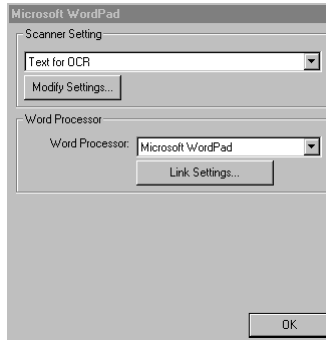 Microsoft WordPad
Scanner Setting
Text for OCR
Modify Settings...
Word Processor
Word Processor: Microsoft WordPad
Link Settings...
OK